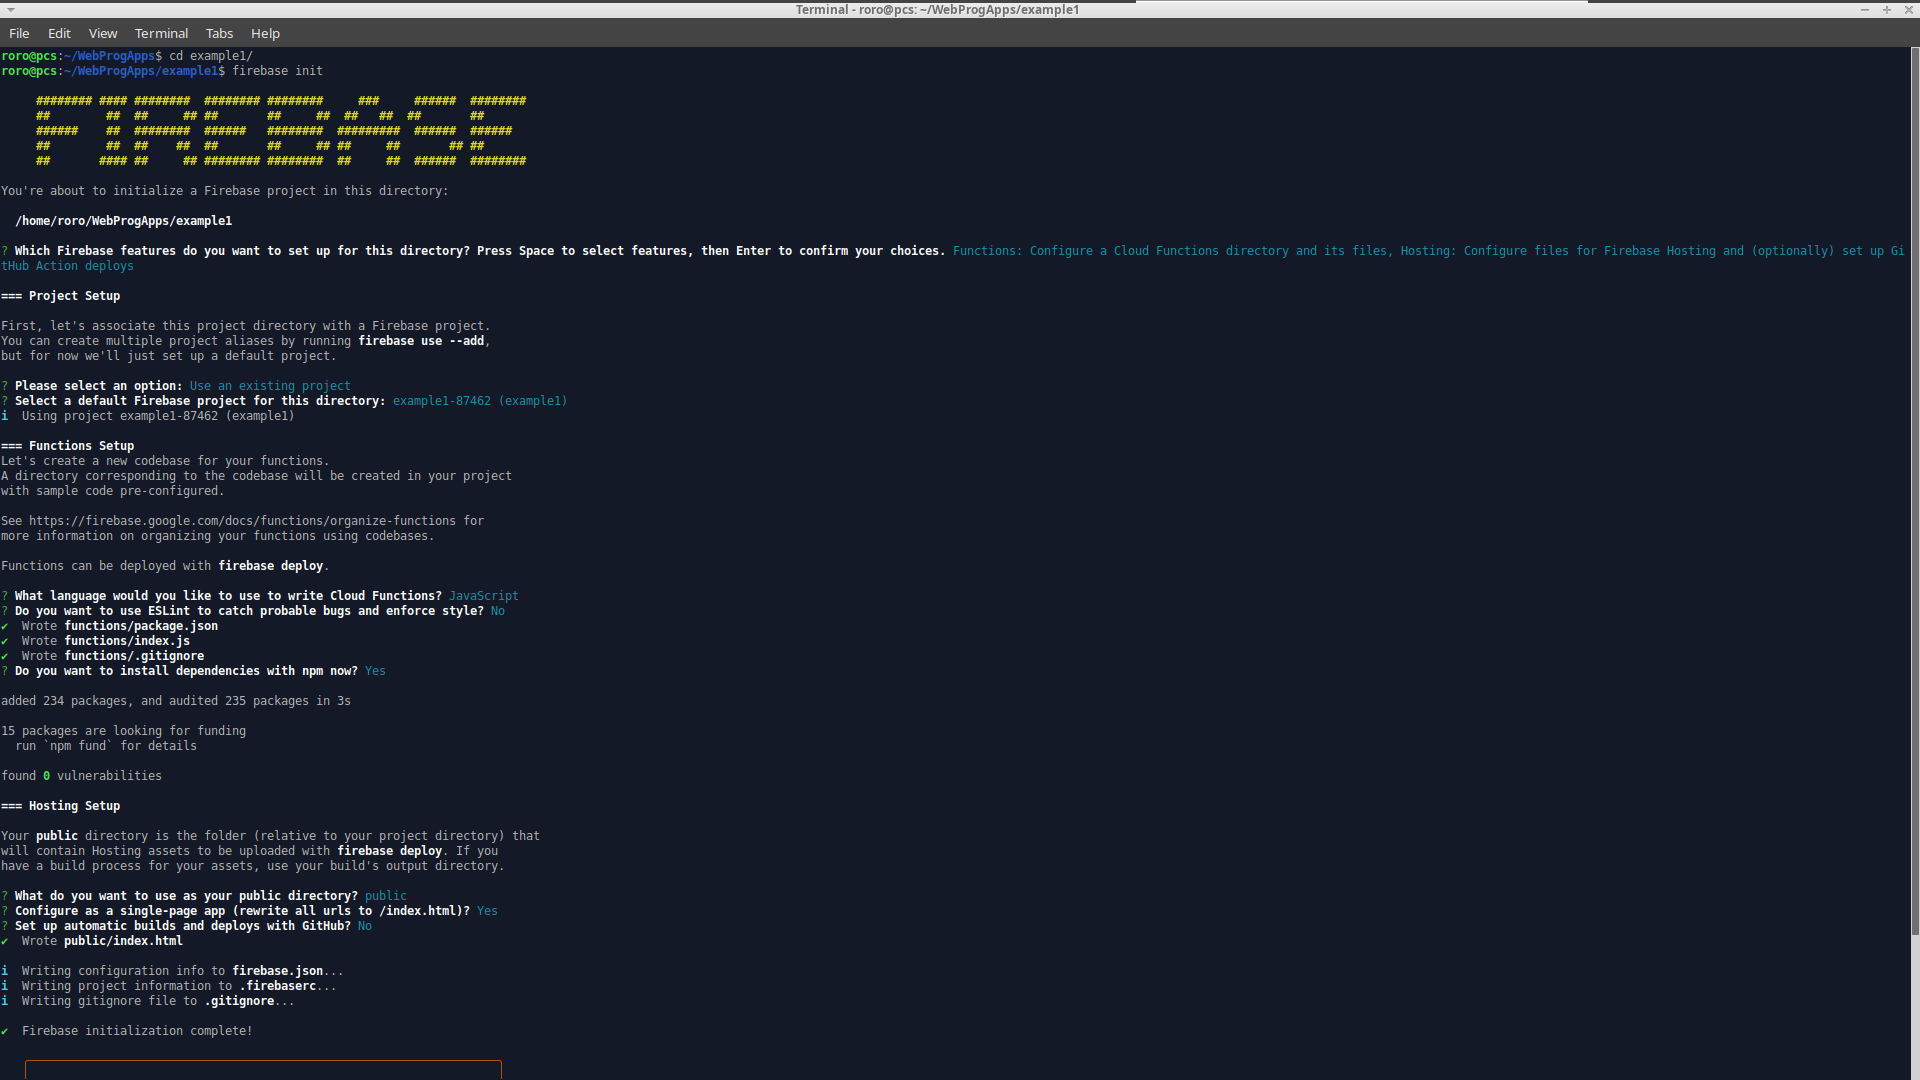 Terminal - roro@pcs: ~/WebProgApps/example1
File Edit View Terminal Tabs Help
roro@pcs:~/WebProgApps$ cd example1/
roro@pcs:~/WebProgApps/example1$ firebase init
######## #### ########  ######## ########     ###     ######  ########
##        ##  ##     ## ##       ##     ##  ##   ##  ##       ##
######    ##  ########  ######   ########  #########  ######  ######
##        ##  ##    ##  ##       ##     ## ##     ##       ## ##
##       #### ##     ## ######## ########  ##     ##  ######  ########
You're about to initialize a Firebase project in this directory:
/home/roro/WebProgApps/example1
? Which Firebase features do you want to set up for this directory? Press Space to select features, then Enter to confirm your choices. Functions: Configure a Cloud Functions directory and its files, Hosting: Configure files for Firebase Hosting and (optionally) set up Gi
tHub Action deploys
=== Project Setup
First, let's associate this project directory with a Firebase project.
You can create multiple project aliases by running firebase use --add,
but for now we'll just set up a default project.
? Please select an option: Use an existing project
? Select a default Firebase project for this directory: example1-87462 (example1)
i  Using project example1-87462 (example1)
=== Functions Setup
Let's create a new codebase for your functions.
A directory corresponding to the codebase will be created in your project
with sample code pre-configured.
See https://firebase.google.com/docs/functions/organize-functions for
more information on organizing your functions using codebases.
Functions can be deployed with firebase deploy.
? What language would you like to use to write Cloud Functions? JavaScript
? Do you want to use ESLint to catch probable bugs and enforce style? No
✔  Wrote functions/package.json
✔  Wrote functions/index.js
✔  Wrote functions/.gitignore
? Do you want to install dependencies with npm now? Yes
added 234 packages, and audited 235 packages in 3s
15 packages are looking for funding
run `npm fund` for details
found 0 vulnerabilities
=== Hosting Setup
Your public directory is the folder (relative to your project directory) that
will contain Hosting assets to be uploaded with firebase deploy. If you
have a build process for your assets, use your build's output directory.
? What do you want to use as your public directory? public
? Configure as a single-page app (rewrite all urls to /index.html)? Yes
? Set up automatic builds and deploys with GitHub? No
✔  Wrote public/index.html
i  Writing configuration info to firebase.json...
i  Writing project information to .firebaserc...
i  Writing gitignore file to .gitignore...
✔  Firebase initialization complete!